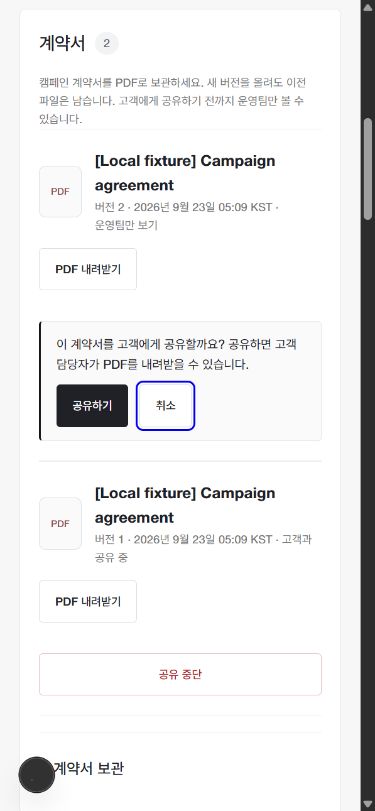 계약서 2
캠페인 계약서를 PDF로 보관하세요. 새 버전을 올려도 이전
파일은 남습니다. 고객에게 공유하기 전까지 운영팀만 볼 수
있습니다.
[Local fixture] Campaign
agreement
PDF
버전 2 · 2026년 9월 23일 05:09 KST ·
운영팀만 보기
PDF 내려받기
이 계약서를 고객에게 공유할까요? 공유하면 고객
담당자가 PDF를 내려받을 수 있습니다.
공유하기 취소
[Local fixture] Campaign
agreement
PDF
버전 1 · 2026년 9월 23일 05:09 KST · 고객과
공유 중
PDF 내려받기
공유 중단
계약서 보관